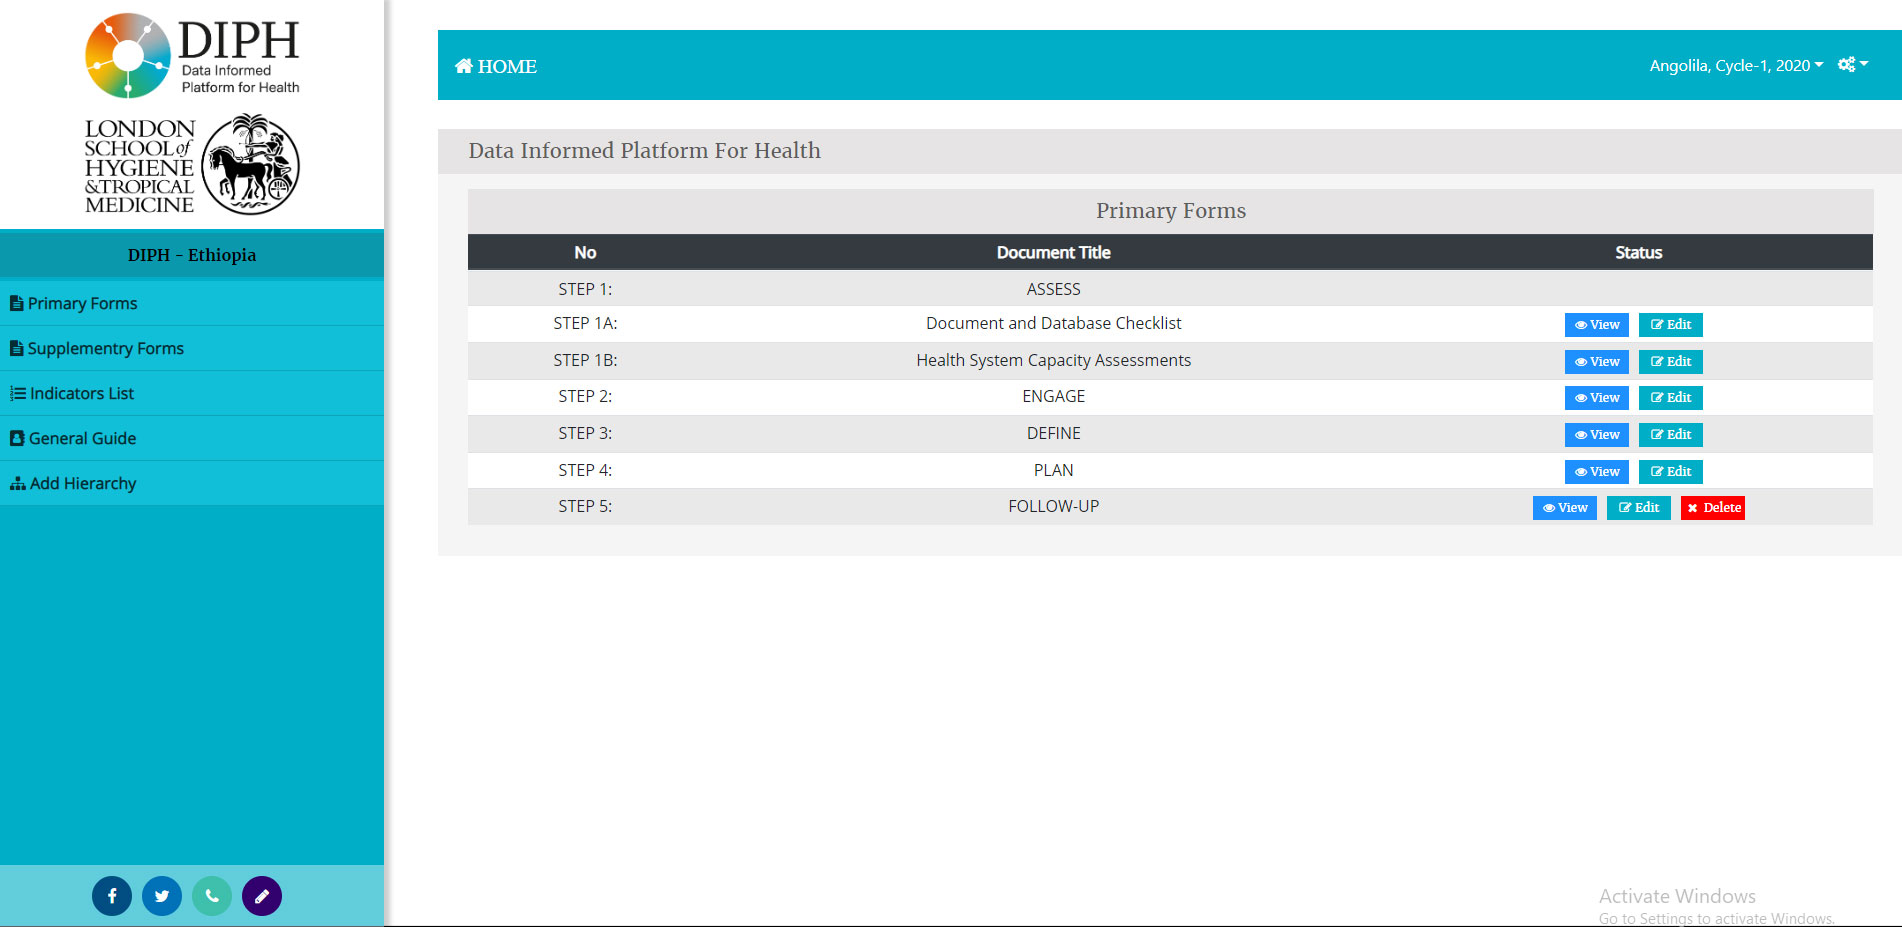 DIPH
Data Informed
Platform for Health
LONDON
SCHOOL of
HYGIENE
& TROPICAL
MEDICINE
DIPH - Ethiopia
Primary Forms
Supplementry Forms
Indicators List
General Guide
Add Hierarchy
HOME
Angolila, Cycle-1, 2020
Data Informed Platform For Health
Primary Forms
No Document Title Status
STEP 1: ASSESS
STEP 1A: Document and Database Checklist View Edit
STEP 1B: Health System Capacity Assessments View Edit
STEP 2: ENGAGE View Edit
STEP 3: DEFINE View Edit
STEP 4: PLAN View Edit
STEP 5: FOLLOW-UP View Edit Delete
Activate Windows
Go to Settings to activate Windows.